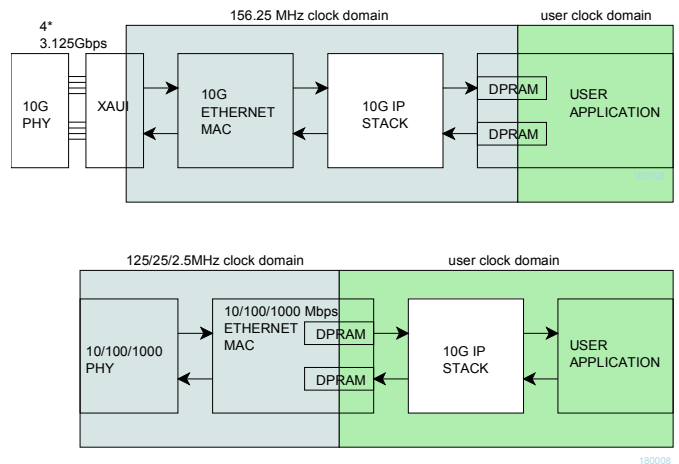 156.25 MHz clock domain
user clock domain
4*
3.125Gbps
10G
PHY
XAUI
10G
ETHERNET
MAC
10G IP
STACK
DPRAM
DPRAM
USER
APPLICATION
180008
125/25/2.5MHz clock domain
user clock domain
10/100/1000
PHY
10/100/1000 Mbps
ETHERNET
MAC
DPRAM
DPRAM
10G IP
STACK
USER
APPLICATION
180008